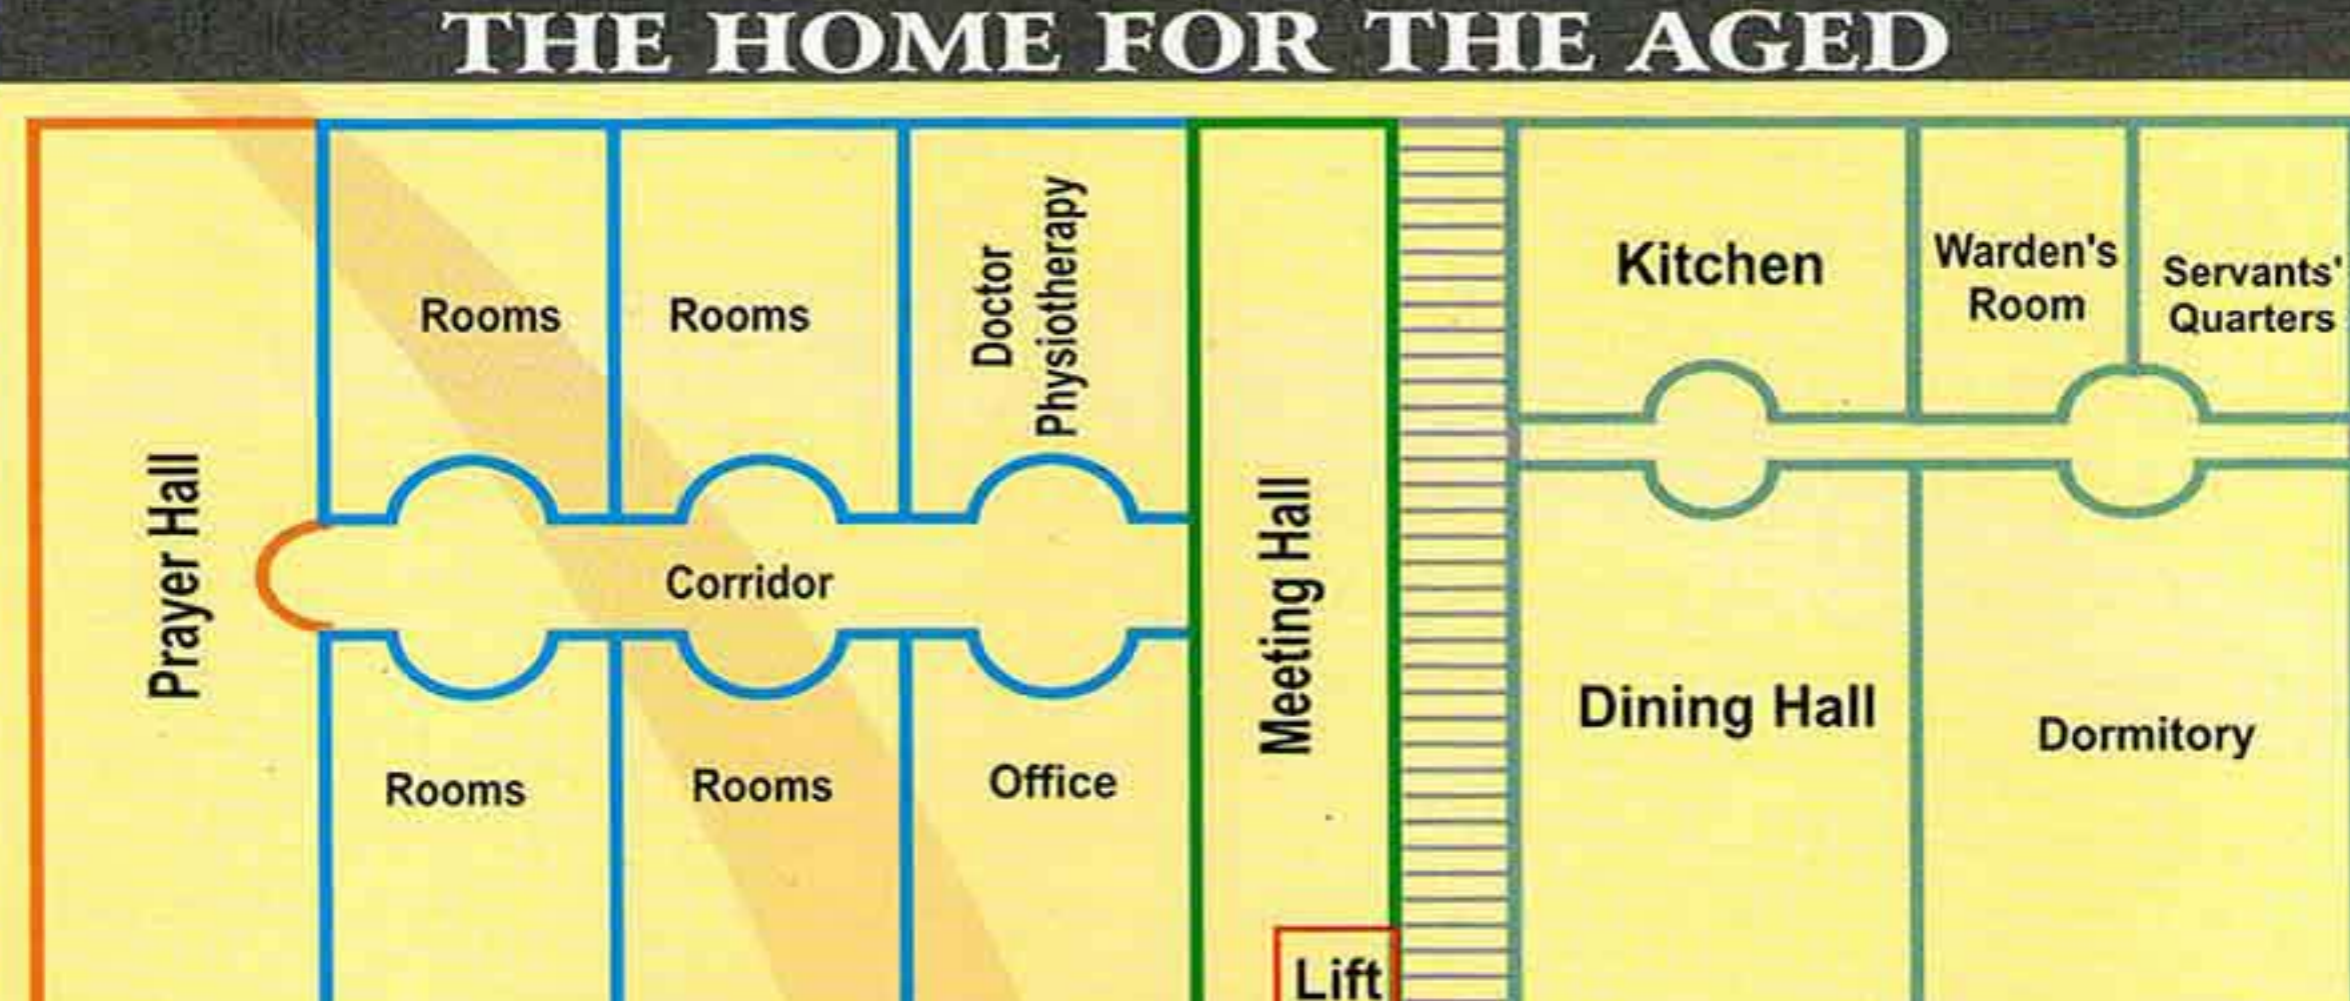 THE HOME FOR THE AGED
Prayer Hall
Rooms
Rooms
Doctor
Physiotherapy
Corridor
Rooms
Rooms
Office
Meeting Hall
Lift
Kitchen
Warden's
Room
Servants'
Quarters
Dining Hall
Dormitory